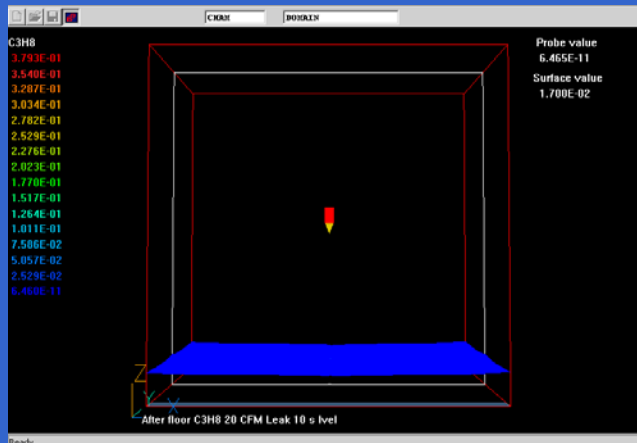 CHAM DOMAIN
C3H8
3.793E-01
3.540E-01
3.287E-01
3.034E-01
2.782E-01
2.529E-01
2.276E-01
2.023E-01
1.770E-01
1.517E-01
1.264E-01
1.011E-01
7.586E-02
5.057E-02
2.529E-02
6.460E-11
Probe value
6.465E-11
Surface value
1.700E-02
Z
Y
X
After floor C3H8 20 CFM Leak 10 s lvel
Ready